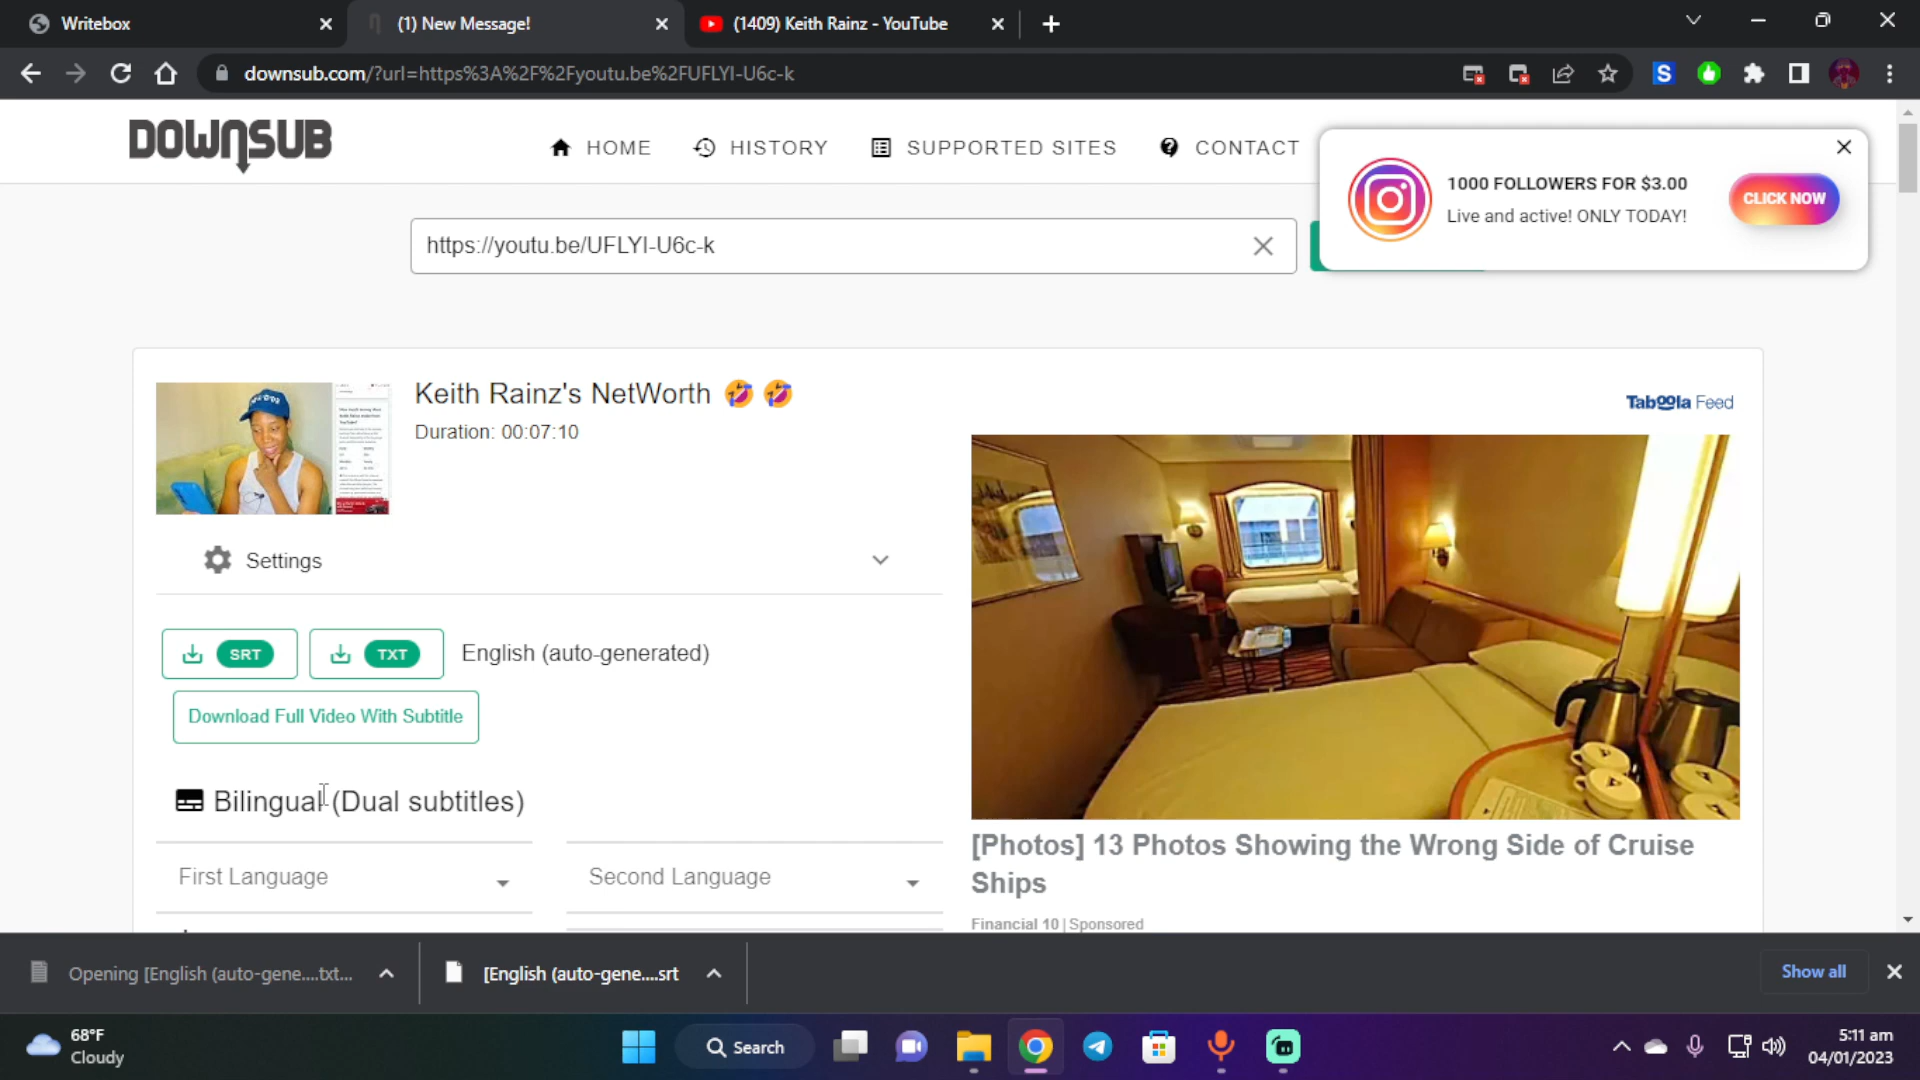 Writebox
(1) New Message!
(1409) Keith Rainz - YouTube
downsub.com/?url=https%3A%2F%2Fyoutu.be%2FUFLYI-U6c-k
DOWNSUB
HOME
HISTORY
SUPPORTED SITES
CONTACT
1000 FOLLOWERS FOR $3.00
Live and active! ONLY TODAY!
CLICK NOW
https://youtu.be/UFLYI-U6c-k
Keith Rainz's NetWorth 🤣 🤣
Duration: 00:07:10
Taboola Feed
Settings
SRT
TXT
English (auto-generated)
Download Full Video With Subtitle
Bilingual (Dual subtitles)
First Language
Second Language
[Photos] 13 Photos Showing the Wrong Side of Cruise
Ships
Financial 10 | Sponsored
Opening [English (auto-gene....txt...
[English (auto-gene....srt
Show all
68°F
Cloudy
Search
5:11 am
04/01/2023